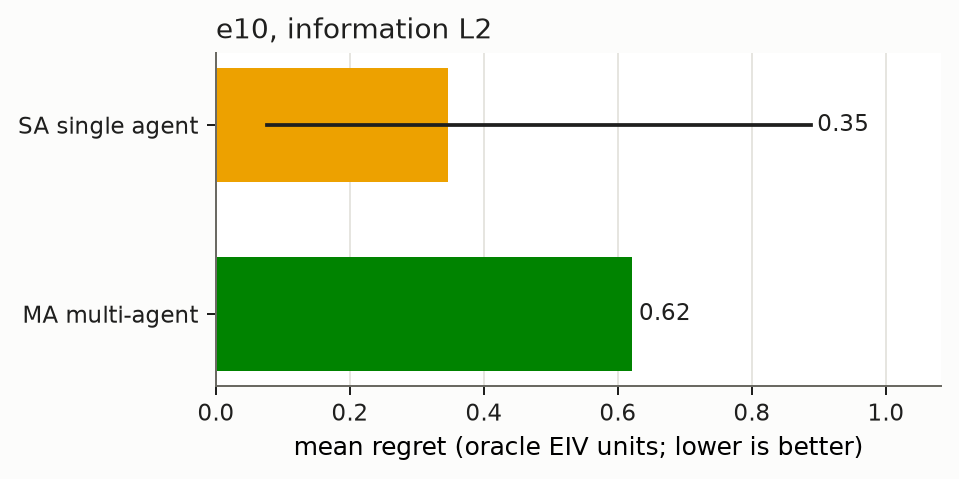 e10, information L2
SA single agent
0.35
MA multi-agent
0.62
0.0 0.2 0.4 0.6 0.8 1.0
mean regret (oracle EIV units; lower is better)